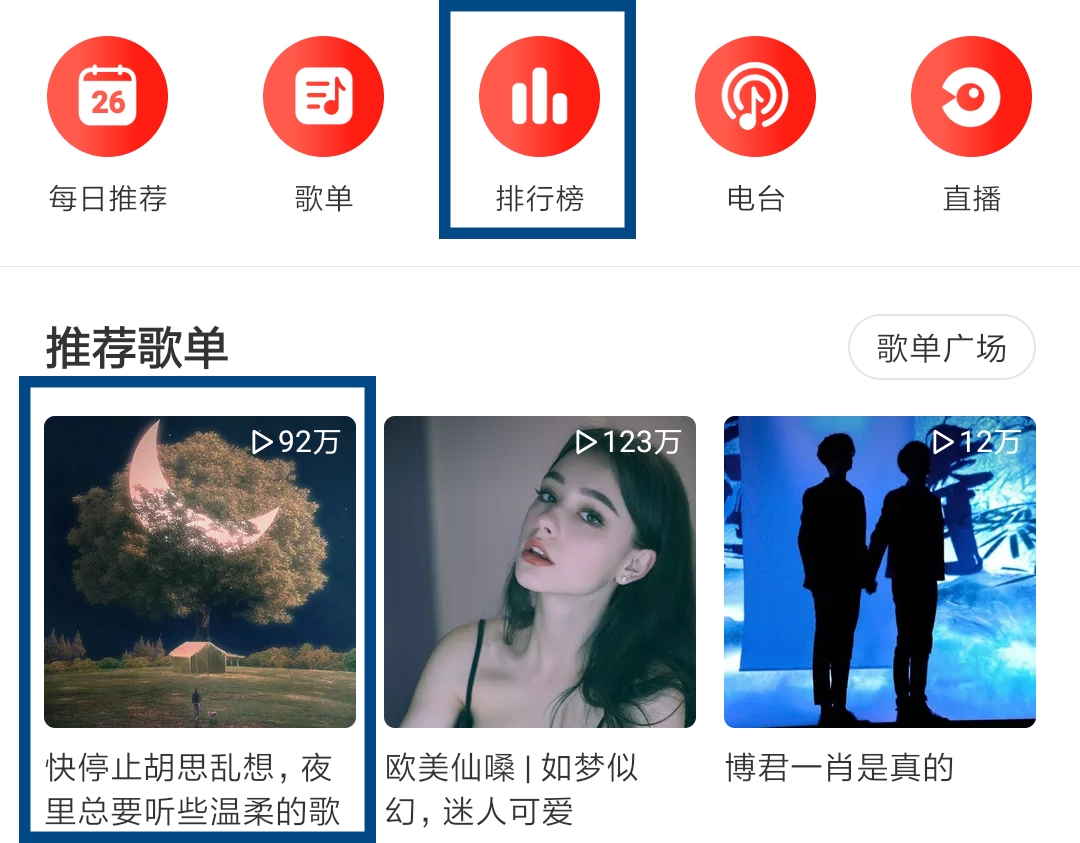 26
每日推荐
歌单
排行榜
电台
直播
推荐歌单
歌单广场
92万
123万
12万
快停止胡思乱想，夜
里总要听些温柔的歌
欧美仙嗓 | 如梦似
幻，迷人可爱
博君一肖是真的